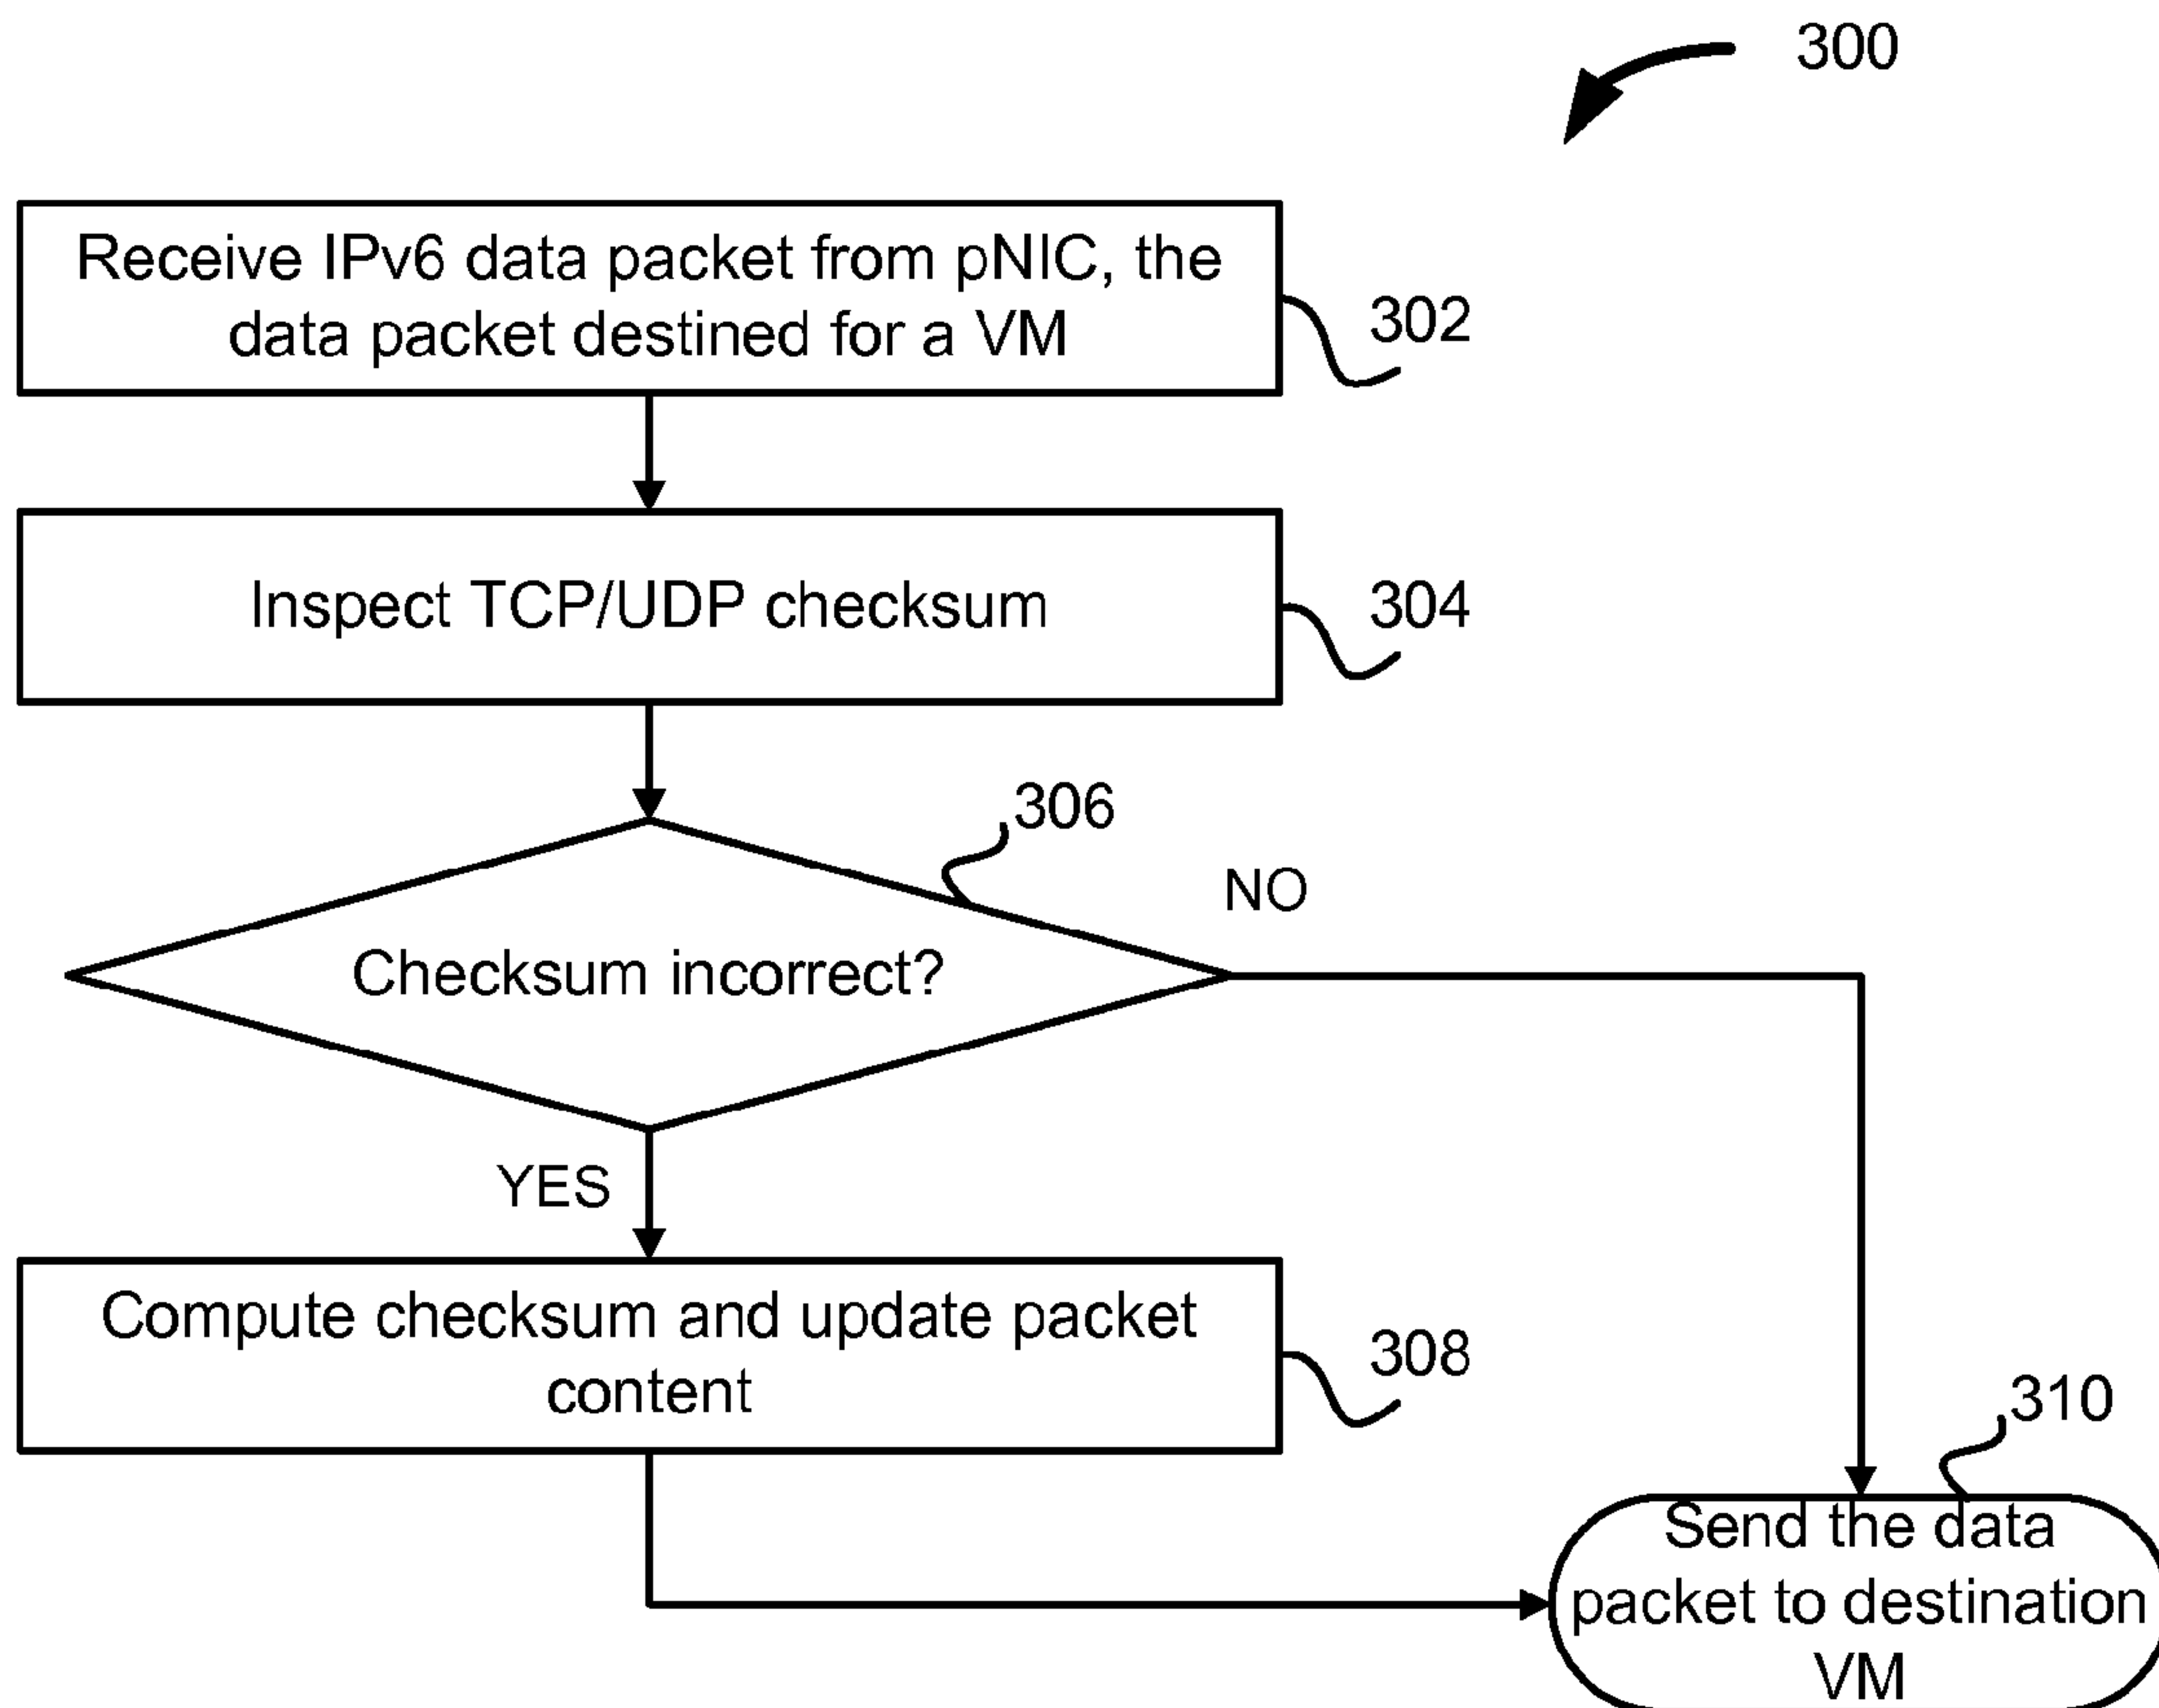 300
Receive IPv6 data packet from pNIC, the
data packet destined for a VM
302
Inspect TCP/UDP checksum
304
306
NO
Checksum incorrect?
YES
Compute checksum and update packet
content
308
310
Send the data
packet to destination
VM